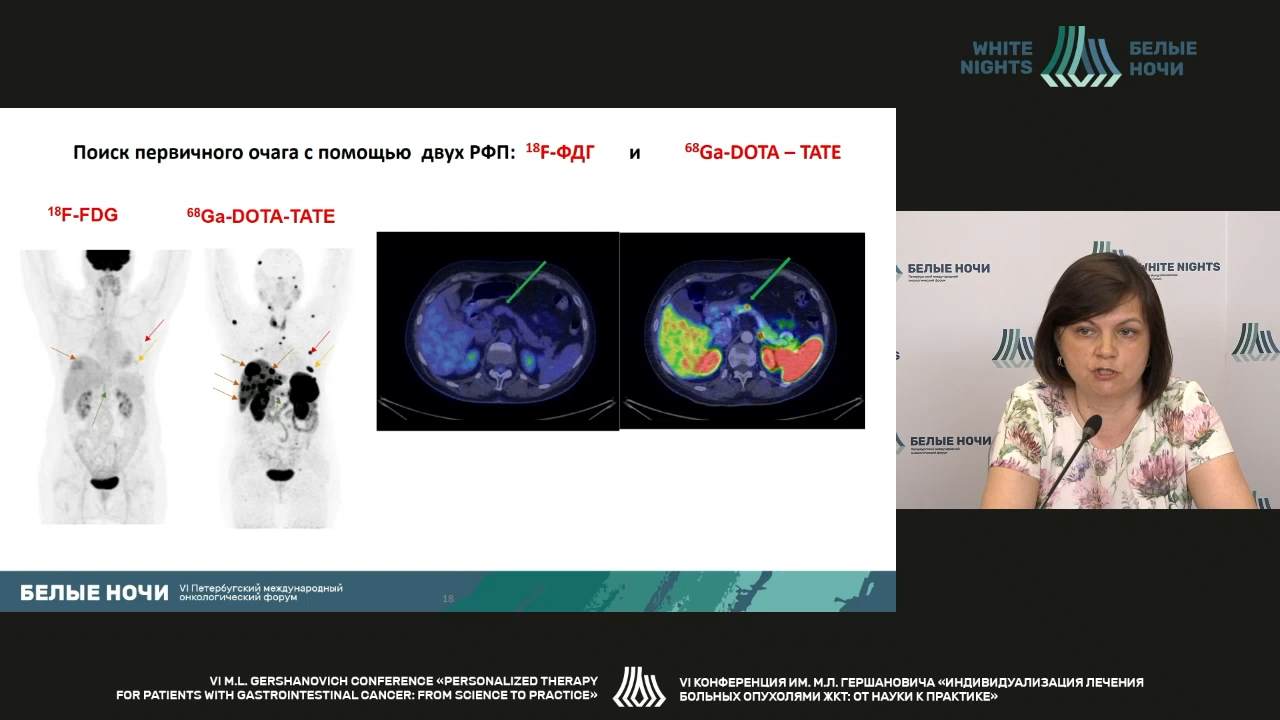 WHITE
NIGHTS
БЕЛЫЕ
НОЧИ
Поиск первичного очага с помощью двух РФП: 18F-ФДГ и 68Ga-DOTA – TATE
18F-FDG
68Ga-DOTA-TATE
БЕЛЫЕ НОЧИ
WHITE NIGHTS
БЕЛЫЕ НОЧИ
БЕЛЫЕ НОЧИ
VI Петербугский международный
онкологический форум
18
VI M.L. GERSHANOVICH CONFERENCE «PERSONALIZED THERAPY
FOR PATIENTS WITH GASTROINTESTINAL CANCER: FROM SCIENCE TO PRACTICE»
VI КОНФЕРЕНЦИЯ ИМ. М.Л. ГЕРШАНОВИЧА «ИНДИВИДУАЛИЗАЦИЯ ЛЕЧЕНИЯ
БОЛЬНЫХ ОПУХОЛЯМИ ЖКТ: ОТ НАУКИ К ПРАКТИКЕ»